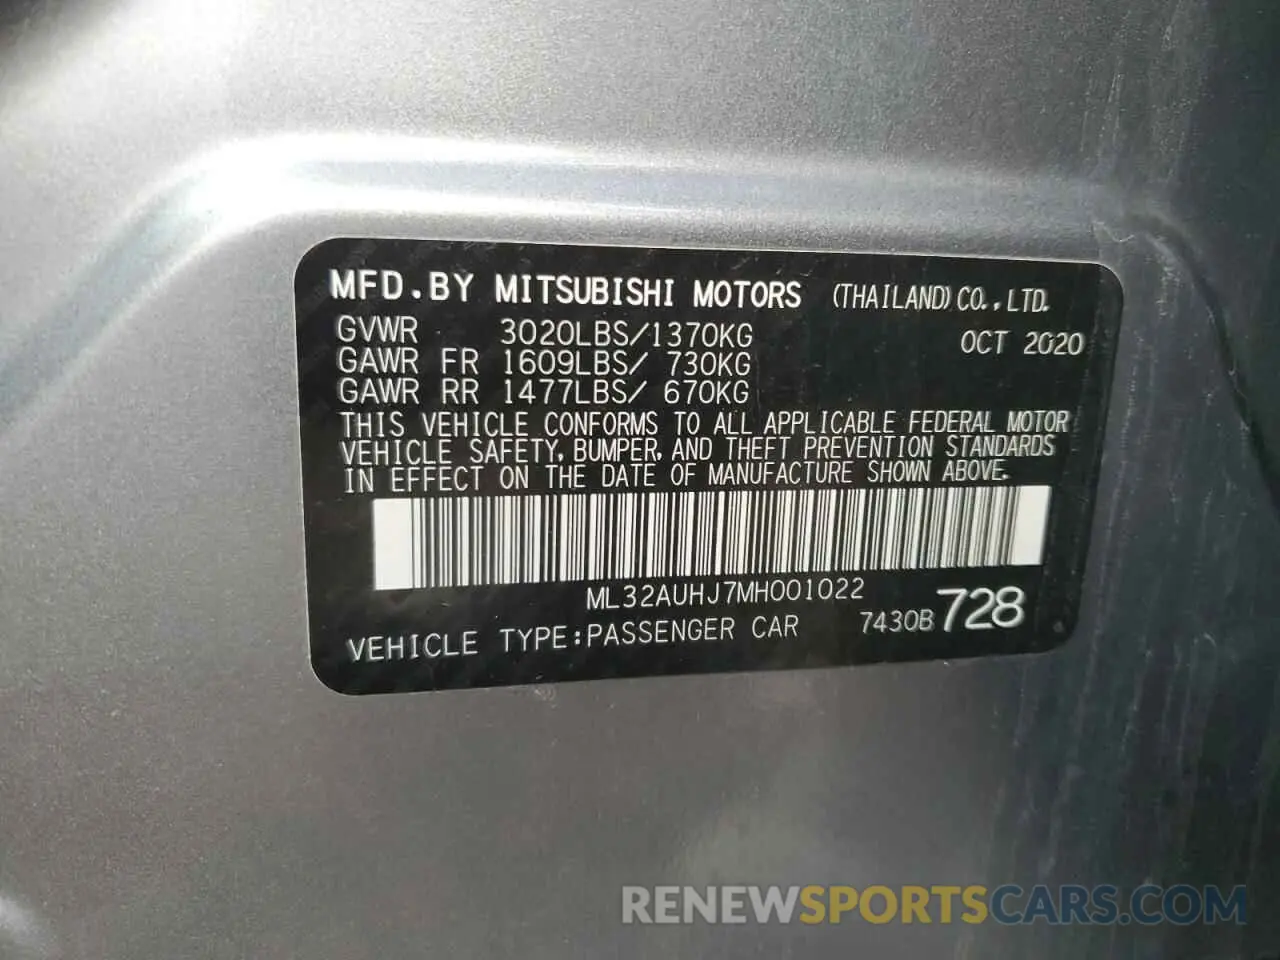 MFD.BY MITSUBISHI MOTORS (THAILAND) CO., LTD.
GVWR 3020LBS/1370KG OCT 2020
GAWR FR 1609LBS/ 730KG
GAWR RR 1477LBS/ 670KG
THIS VEHICLE CONFORMS TO ALL APPLICABLE FEDERAL MOTOR
VEHICLE SAFETY, BUMPER, AND THEFT PREVENTION STANDARDS
IN EFFECT ON THE DATE OF MANUFACTURE SHOWN ABOVE.
ML32AUHJ7MH001022
VEHICLE TYPE:PASSENGER CAR 7430B728
RENEWSPORTSCARS.COM